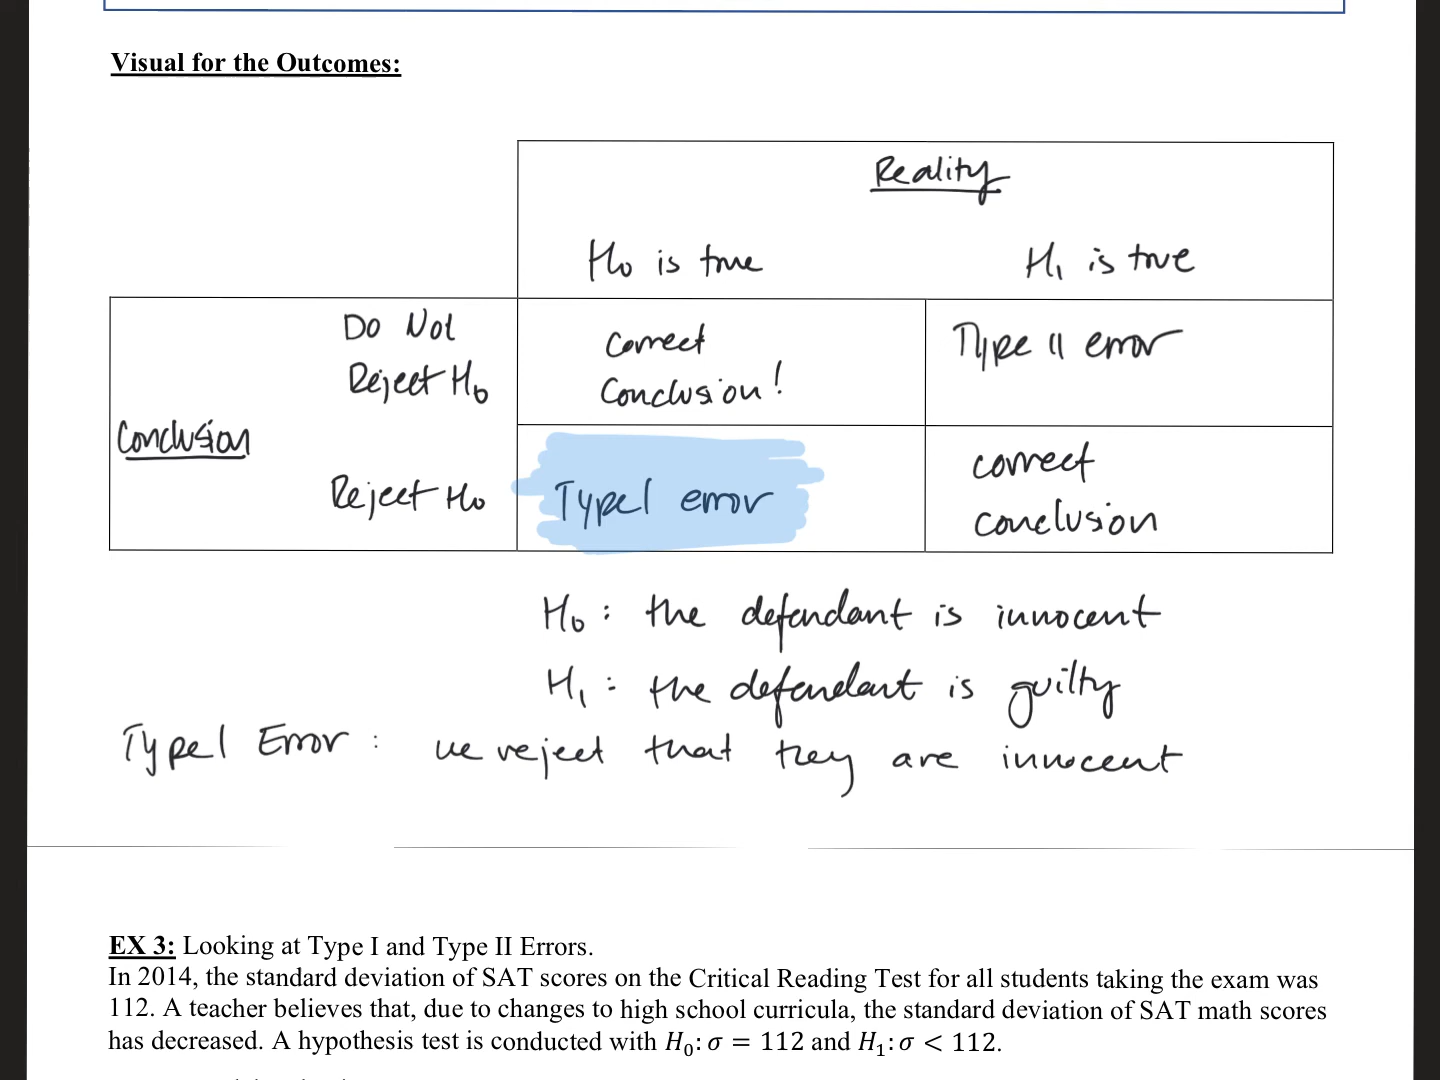 Visual for the Outcomes:
Reality
H₀ is true
H₁ is true
Do Not
Reject H₀
Correct
Conclusion!
Type II error
Conclusion
Reject H₀
Type I error
correct
conclusion
H₀ : the defendant is innocent
H₁ : the defendant is guilty
Type I Error : we reject that they are innocent
EX 3: Looking at Type I and Type II Errors.
In 2014, the standard deviation of SAT scores on the Critical Reading Test for all students taking the exam was
112. A teacher believes that, due to changes to high school curricula, the standard deviation of SAT math scores
has decreased. A hypothesis test is conducted with H₀: σ = 112 and H₁: σ < 112.